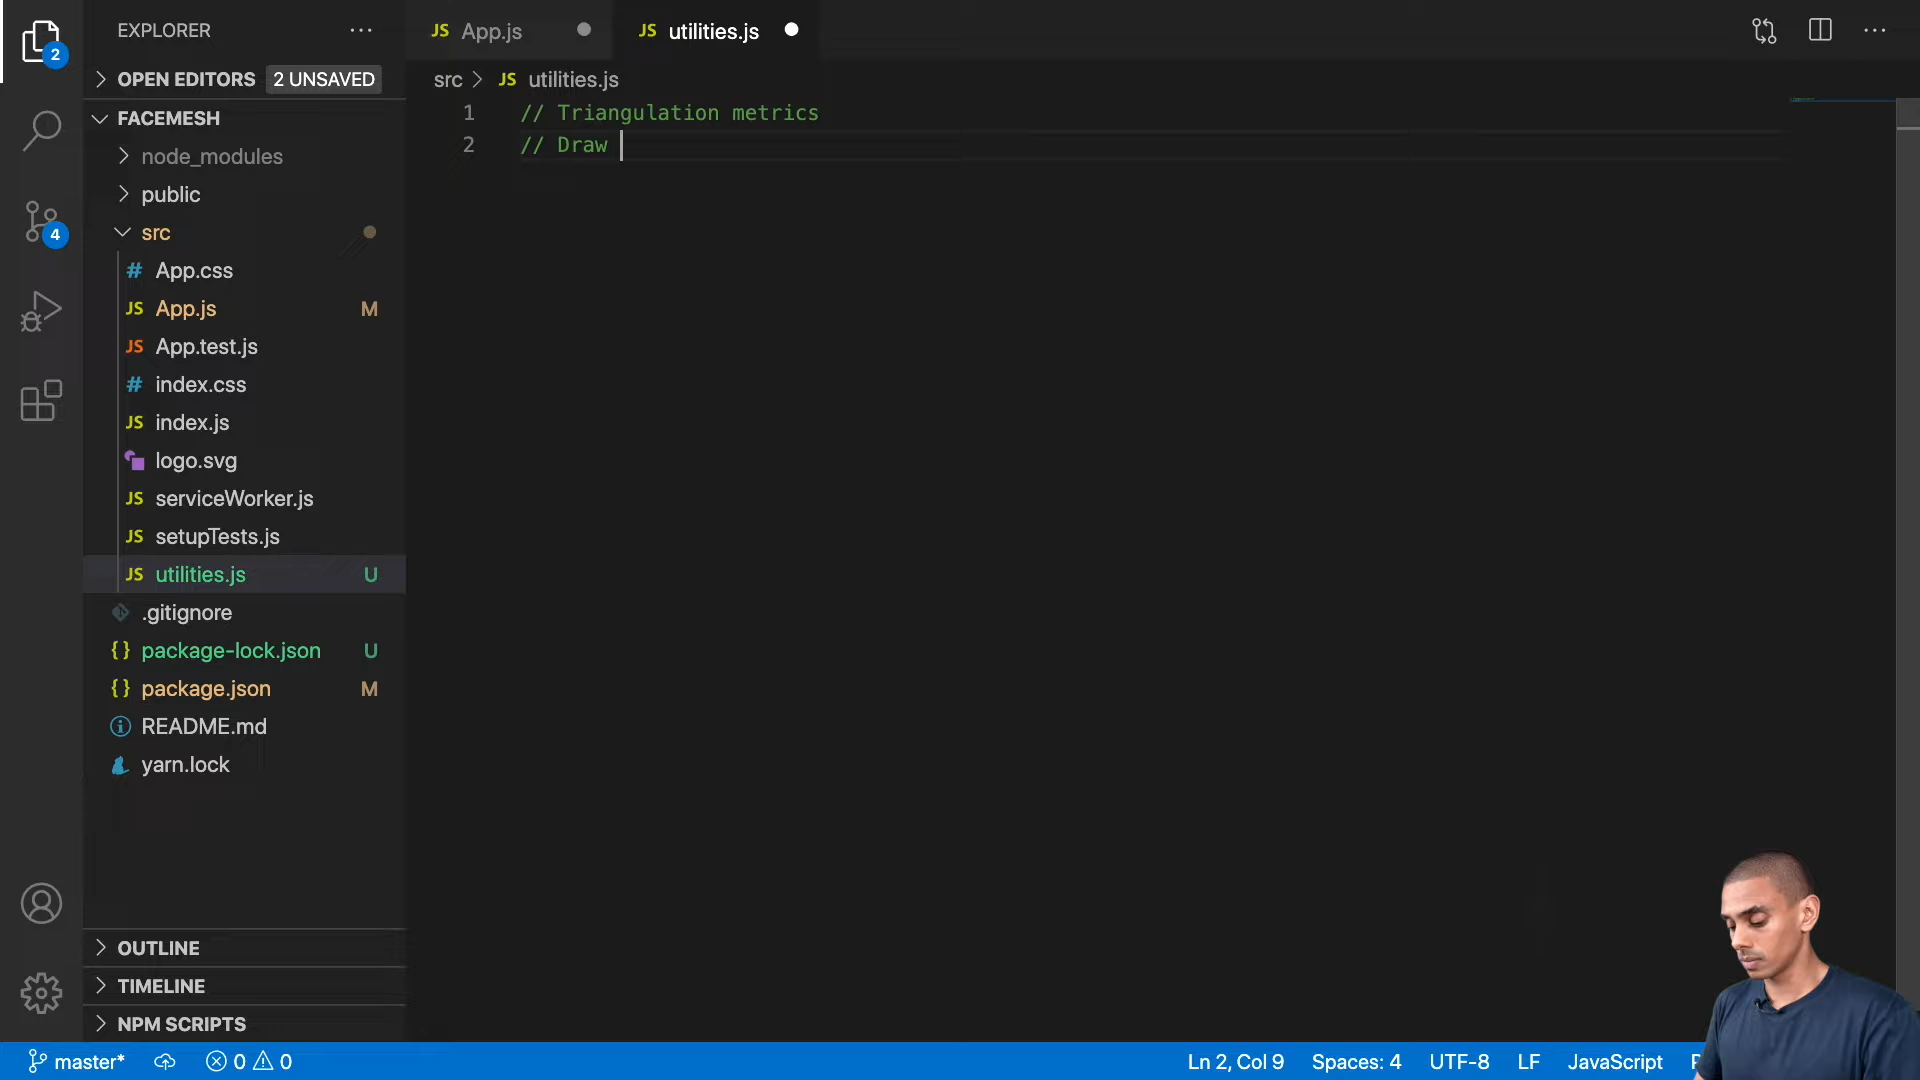 EXPLORER
JS App.js
JS utilities.js
OPEN EDITORS 2 UNSAVED
src > JS utilities.js
1 // Triangulation metrics
2 // Draw
2
4
FACEMESH
node_modules
public
src
# App.css
JS App.js M
JS App.test.js
# index.css
JS index.js
logo.svg
JS serviceWorker.js
JS setupTests.js
JS utilities.js U
.gitignore
{} package-lock.json U
{} package.json M
README.md
yarn.lock
OUTLINE
TIMELINE
NPM SCRIPTS
master* 0 0 Ln 2, Col 9 Spaces: 4 UTF-8 LF JavaScript